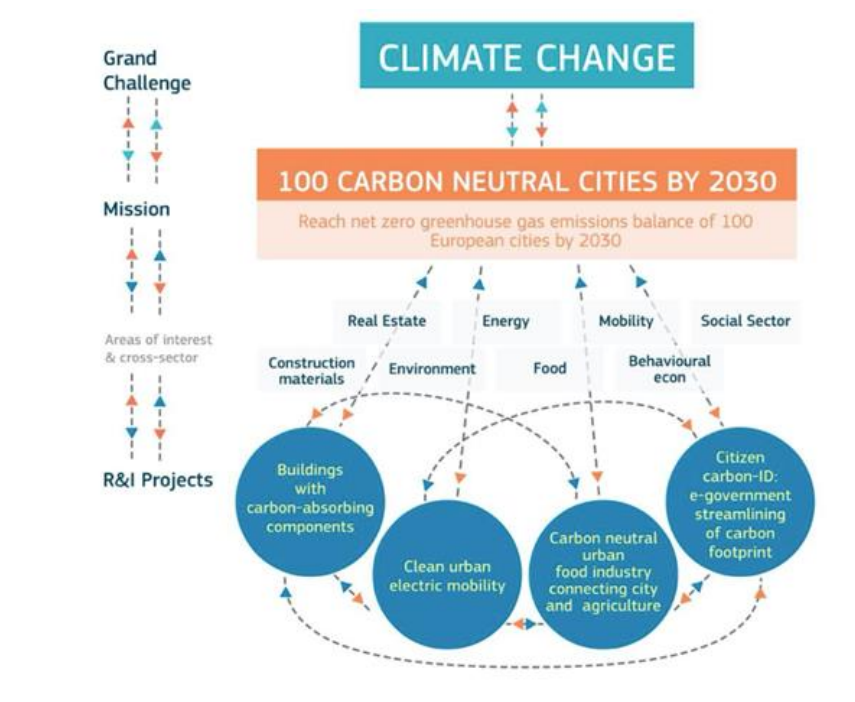 Grand
Challenge
CLIMATE CHANGE
Mission
100 CARBON NEUTRAL CITIES BY 2030
Reach net zero greenhouse gas emissions balance of 100
European cities by 2030
Areas of interest
& cross-sector
Real Estate
Energy
Mobility
Social Sector
Construction
materials
Environment
Food
Behavioural
econ
R&I Projects
Buildings
with
carbon-absorbing
components
Clean urban
electric mobility
Carbon neutral
urban
food industry
connecting city
and agriculture
Citizen
carbon-ID:
e-government
streamlining
of carbon
footprint